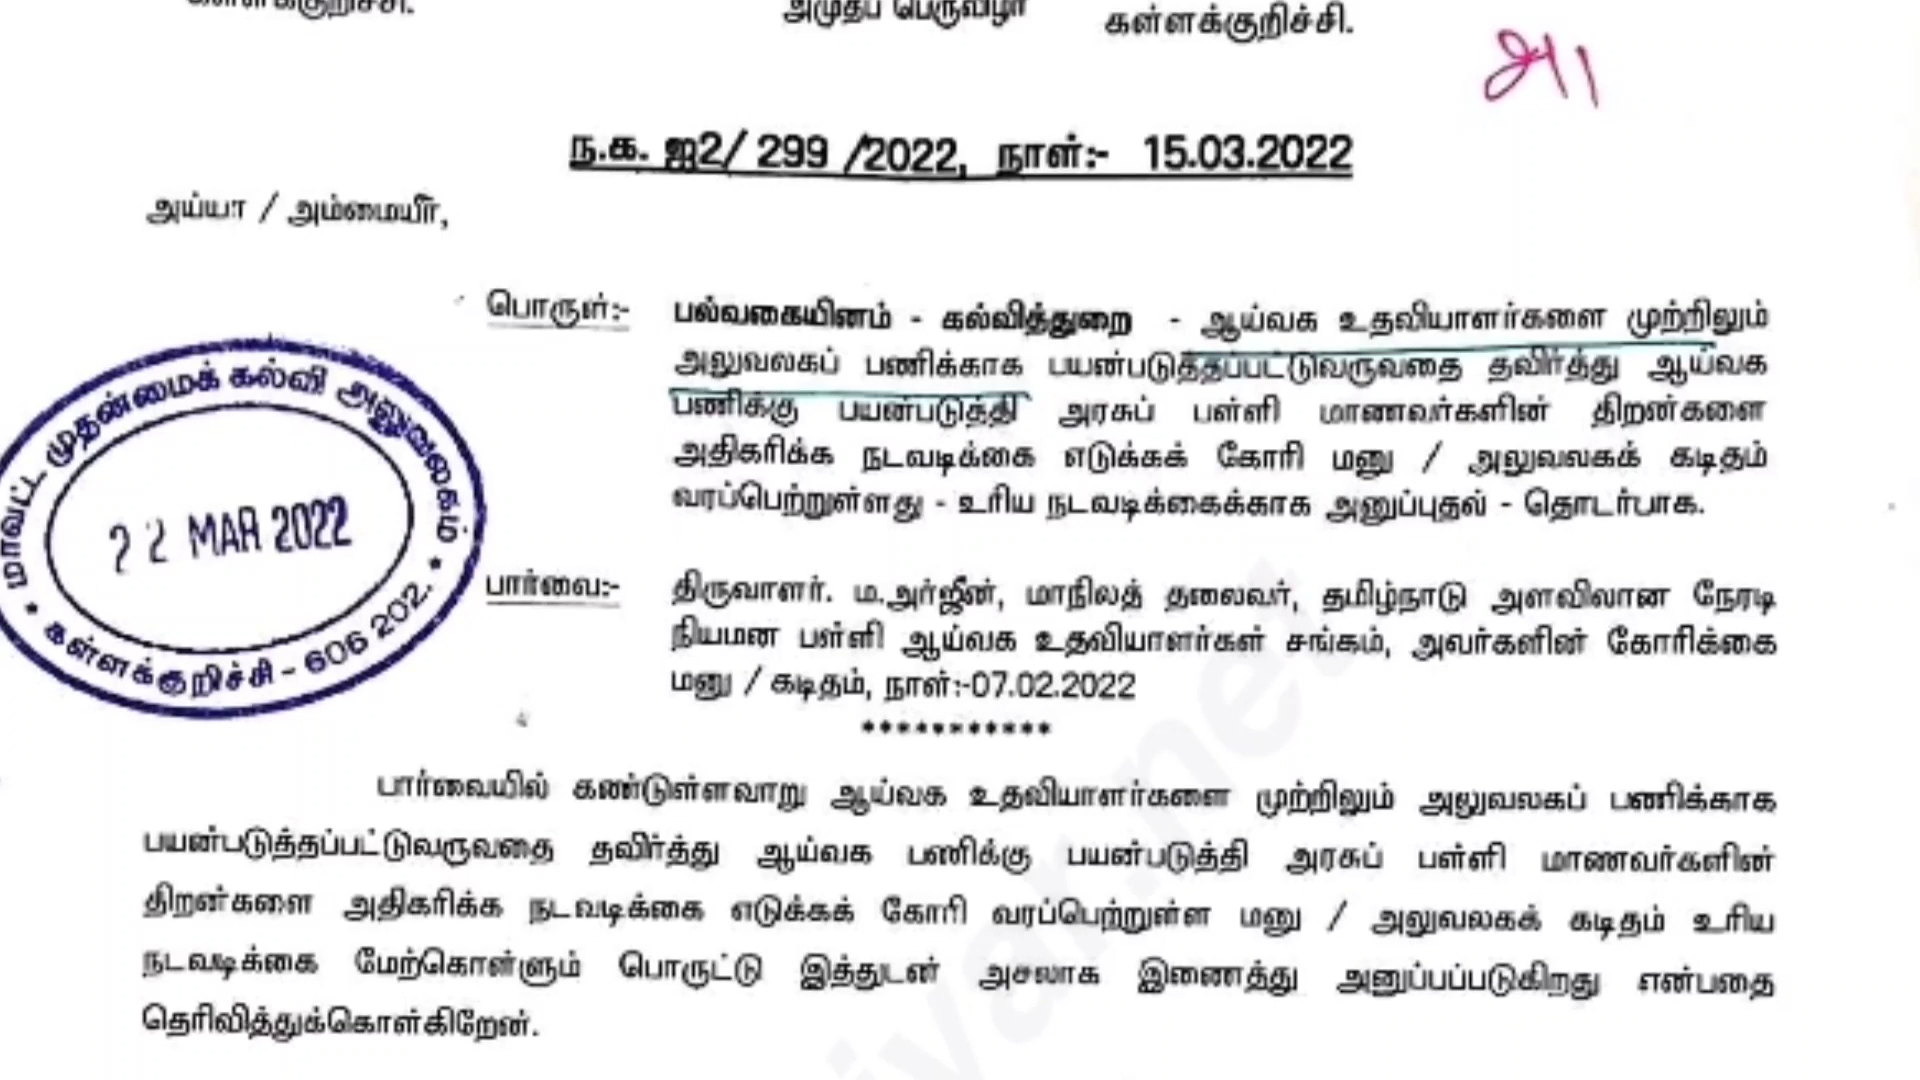 கள்ளக்குறிச்சி.
அமுதப் பெருவிழா
கள்ளக்குறிச்சி.
ந.க. ஐ2/ 299 /2022, நாள்:- 15.03.2022
அய்யா / அம்மையீர்,
பொருள்:- பல்வகையினம் - கல்வித்துறை - ஆய்வக உதவியாளர்களை முற்றிலும்
அலுவலகப் பணிக்காக பயன்படுத்தப்பட்டுவருவதை தவிர்த்து ஆய்வக
பணிக்கு பயன்படுத்தி அரசுப் பள்ளி மாணவர்களின் திறன்களை
அதிகரிக்க நடவடிக்கை எடுக்கக் கோரி மனு / அலுவலகக் கடிதம்
வரப்பெற்றுள்ளது - உரிய நடவடிக்கைக்காக அனுப்புதல் - தொடர்பாக.
மாவட்ட முதன்மைக் கல்வி அலுவலகம்
22 MAR 2022
* கள்ளக்குறிச்சி - 606 202. *
பார்வை:- திருவாளர். ம.அர்ஜீன், மாநிலத் தலைவர், தமிழ்நாடு அளவிலான நேரடி
நியமன பள்ளி ஆய்வக உதவியாளர்கள் சங்கம், அவர்களின் கோரிக்கை
மனு / கடிதம், நாள்:-07.02.2022
***********
பார்வையில் கண்டுள்ளவாறு ஆய்வக உதவியாளர்களை முற்றிலும் அலுவலகப் பணிக்காக
பயன்படுத்தப்பட்டுவருவதை தவிர்த்து ஆய்வக பணிக்கு பயன்படுத்தி அரசுப் பள்ளி மாணவர்களின்
திறன்களை அதிகரிக்க நடவடிக்கை எடுக்கக் கோரி வரப்பெற்றுள்ள மனு / அலுவலகக் கடிதம் உரிய
நடவடிக்கை மேற்கொள்ளும் பொருட்டு இத்துடன் அசலாக இணைத்து அனுப்பப்படுகிறது என்பதை
தெரிவித்துக்கொள்கிறேன்.